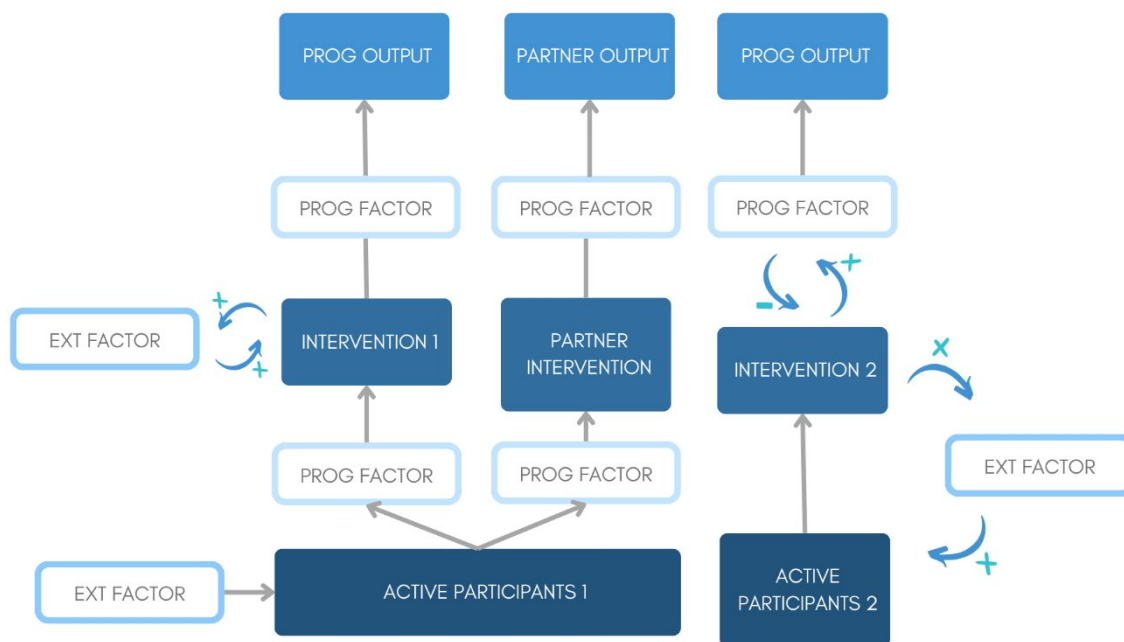 PROG OUTPUT
PARTNER OUTPUT
PROG OUTPUT
PROG FACTOR
PROG FACTOR
PROG FACTOR
+
-
+
EXT FACTOR
+
INTERVENTION 1
PARTNER
INTERVENTION
INTERVENTION 2
+
PROG FACTOR
PROG FACTOR
EXT FACTOR
EXT FACTOR
ACTIVE PARTICIPANTS 1
ACTIVE
PARTICIPANTS 2
+